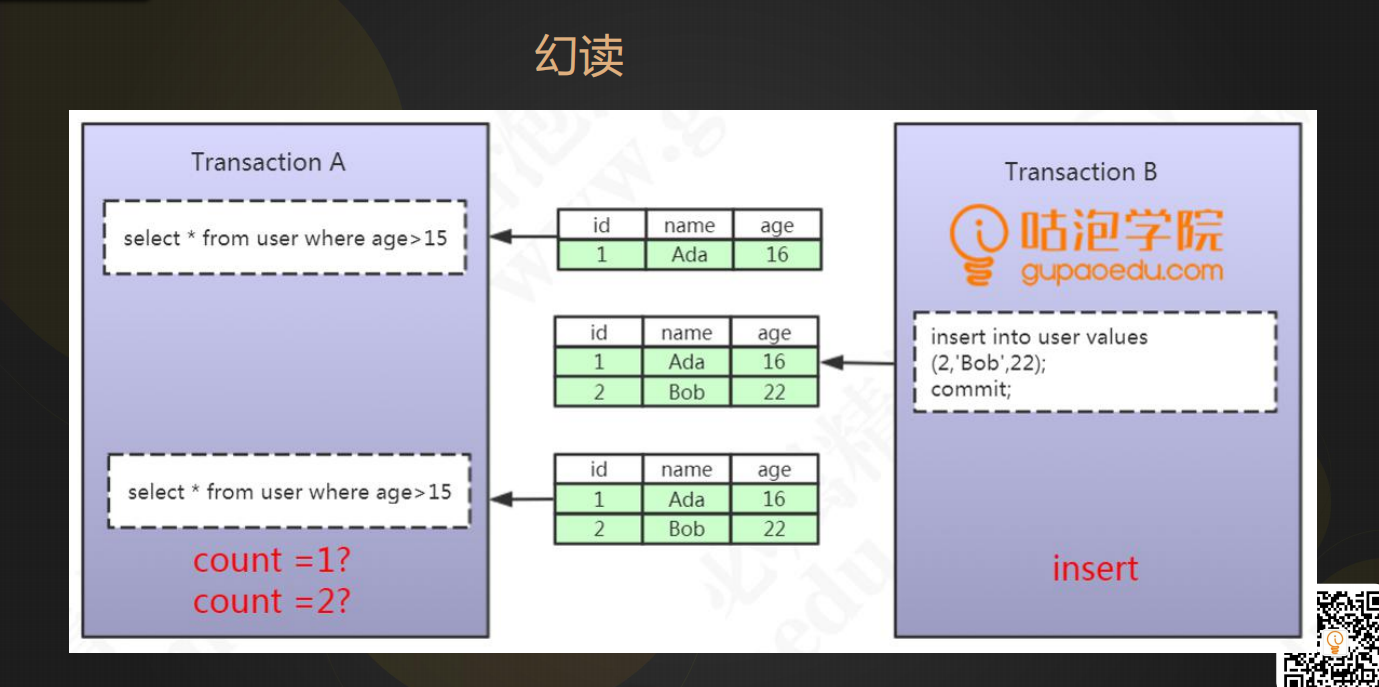 幻读
Transaction A
select * from user where age>15
select * from user where age>15
count =1?
count =2?
id name age
1 Ada 16
id name age
1 Ada 16
2 Bob 22
id name age
1 Ada 16
2 Bob 22
Transaction B
咕泡学院
gupaoedu.com
insert into user values
(2,'Bob',22);
commit;
insert